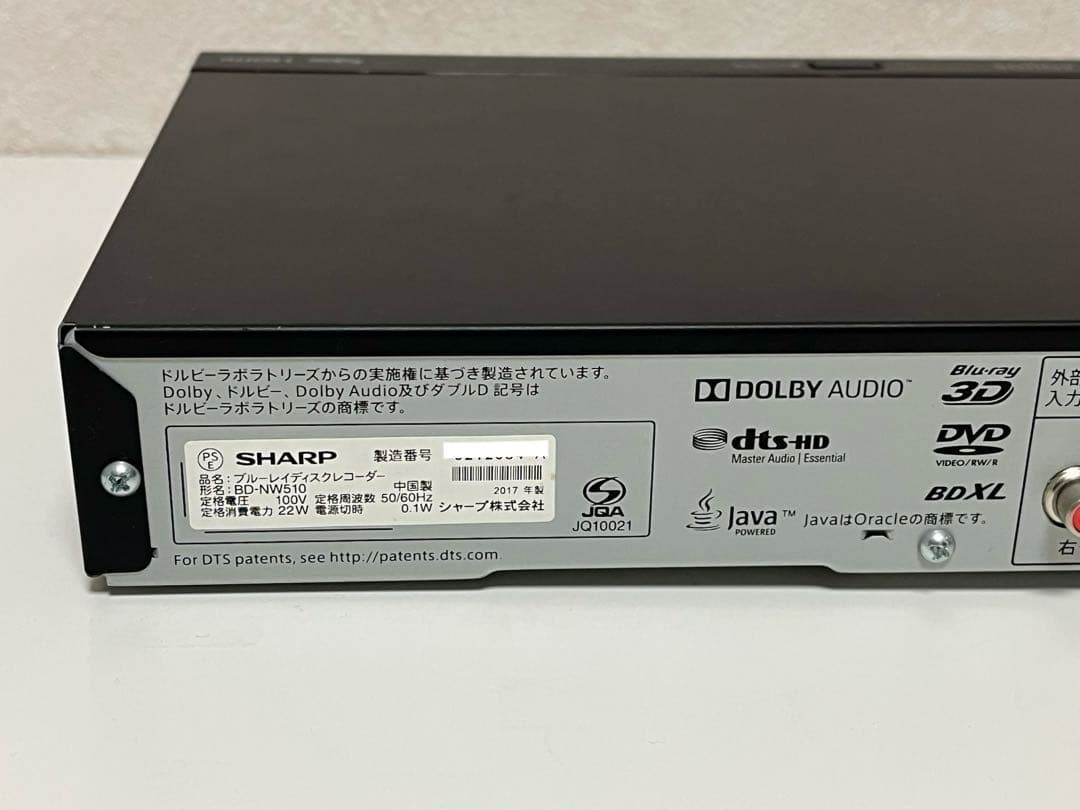 ドルビーラボラトリーズからの実施権に基づき製造されています。
Dolby、ドルビー、Dolby Audio及びダブルD 記号は
ドルビーラボラトリーズの商標です。
PS
E
SHARP 製造番号
品名：ブルーレイディスクレコーダー
形名：BD-NW510 中国製 2017 年製
定格電圧 100V 定格周波数 50/60Hz
定格消費電力 22W 電源切時 0.1W シャープ株式会社
JQA
JQ10021
For DTS patents, see http://patents.dts.com.
DOLBY AUDIO™
dts-HD
Master Audio | Essential
Java™
POWERED
JavaはOracleの商標です。
Blu-ray
3D
DVD
VIDEO/RW/R
BDXL
外部
入力
右